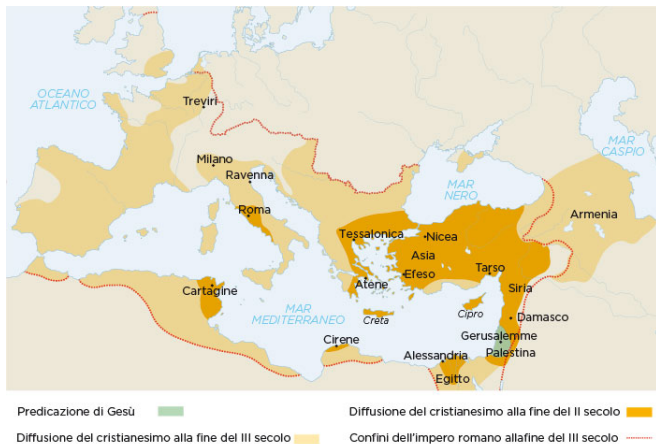 OCEANO
ATLANTICO
Treviri
MAR
CASPIO
Milano
Ravenna
MAR
NERO
Armenia
Roma
Tessalonica
Nicea
Asia
Efeso
Tarso
Atene
Siria
Cartagine
MAR
MEDITERRANEO
Creta
Cipro
Damasco
Gerusalemme
Cirene
Palestina
Alessandria
Egitto
Predicazione di Gesù
Diffusione del cristianesimo alla fine del II secolo
Diffusione del cristianesimo alla fine del III secolo
Confini dell'impero romano allafine del III secolo